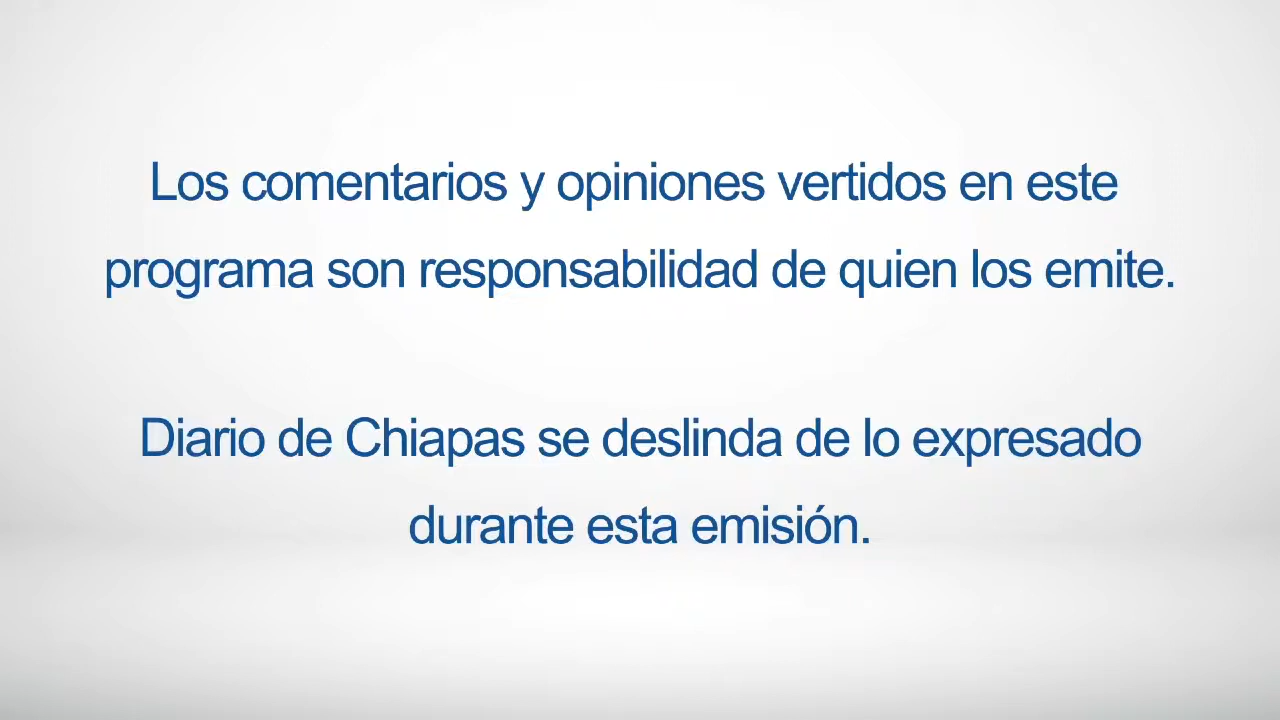 Los comentarios y opiniones vertidos en este
programa son responsabilidad de quien los emite.
Diario de Chiapas se deslinda de lo expresado
durante esta emisión.